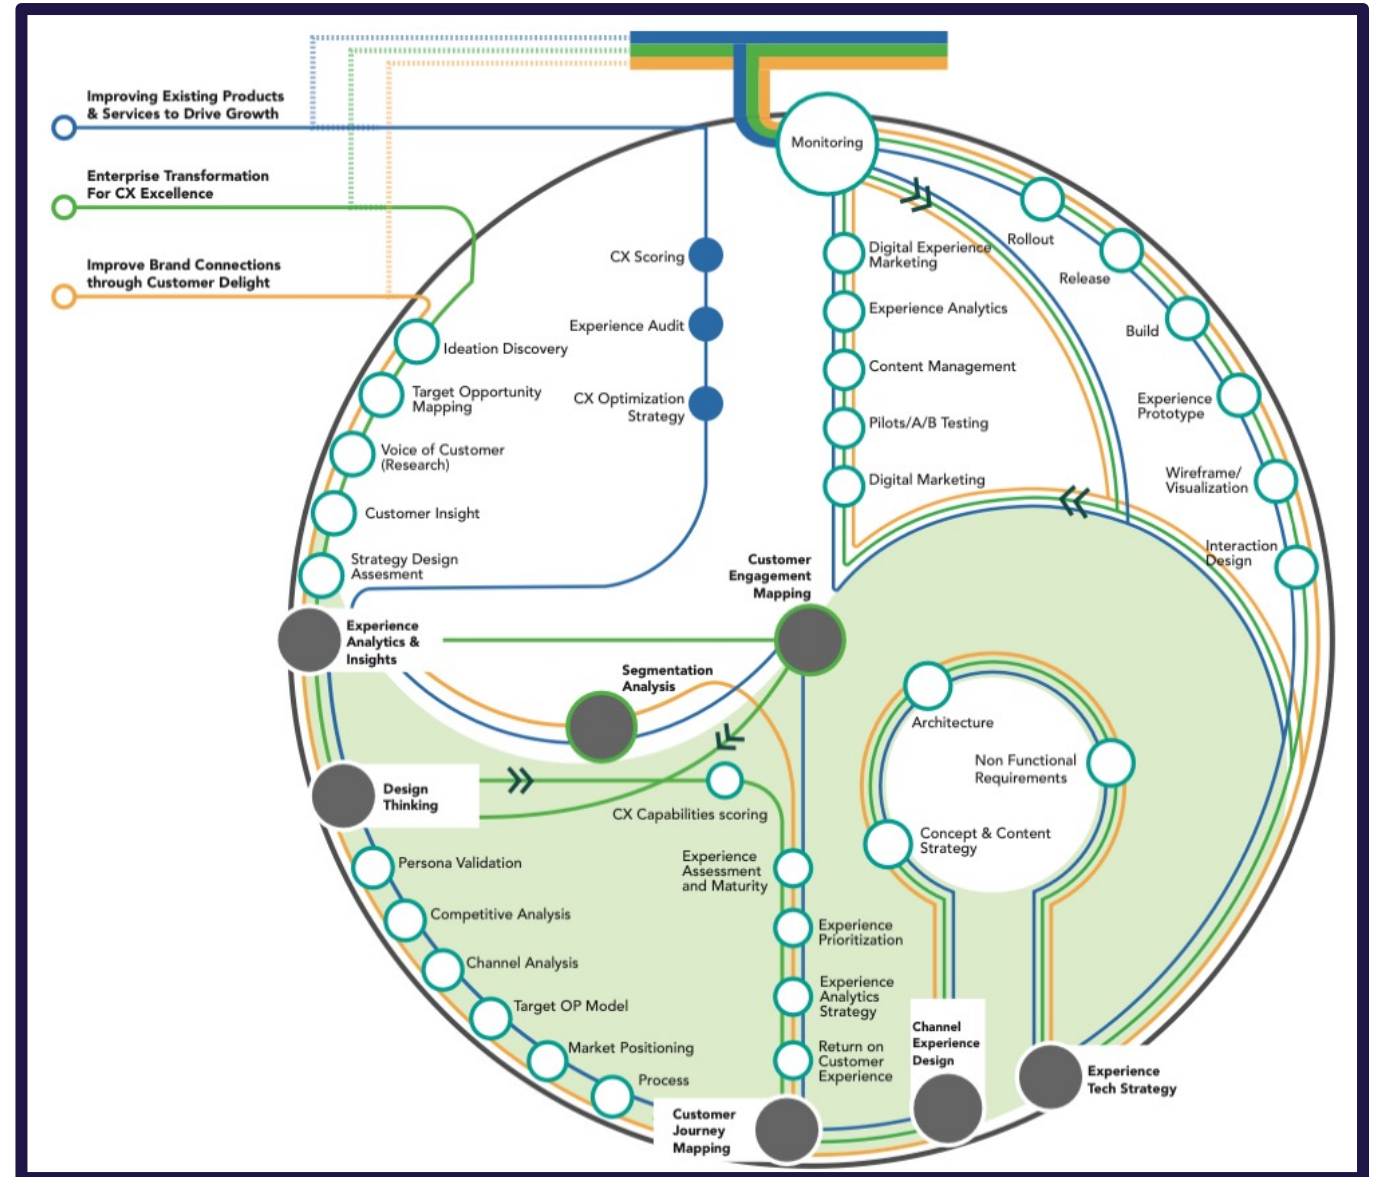 Improving Existing Products
& Services to Drive Growth
Enterprise Transformation
For CX Excellence
Improve Brand Connections
through Customer Delight
Monitoring
CX Scoring
Experience Audit
CX Optimization
Strategy
Digital Experience
Marketing
Experience Analytics
Content Management
Pilots/A/B Testing
Digital Marketing
Rollout
Release
Build
Experience
Prototype
Wireframe/
Visualization
Interaction
Design
Ideation Discovery
Target Opportunity
Mapping
Voice of Customer
(Research)
Customer Insight
Strategy Design
Assesment
Experience
Analytics &
Insights
Customer
Engagement
Mapping
Segmentation
Analysis
Design
Thinking
CX Capabilities scoring
Architecture
Non Functional
Requirements
Concept & Content
Strategy
Persona Validation
Competitive Analysis
Channel Analysis
Target OP Model
Market Positioning
Process
Experience
Assessment
and Maturity
Experience
Prioritization
Experience
Analytics
Strategy
Return on
Customer
Experience
Customer
Journey
Mapping
Channel
Experience
Design
Experience
Tech Strategy